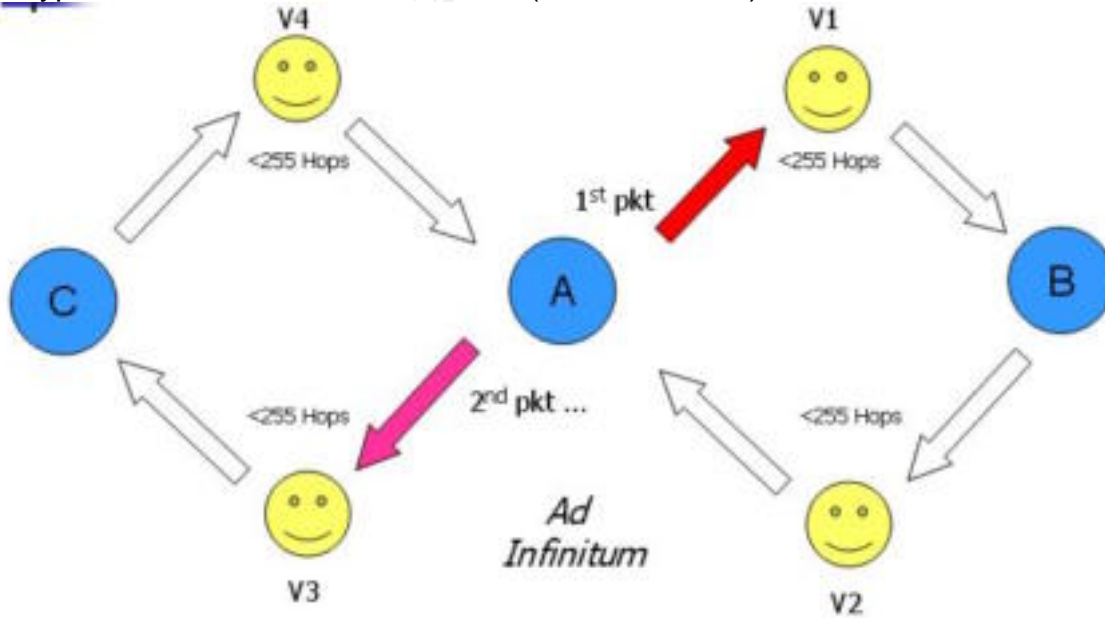 V4
V1
<255 Hops
<255 Hops
1st pkt
C
A
B
2nd pkt ...
<255 Hops
<255 Hops
Ad
Infinitum
V3
V2